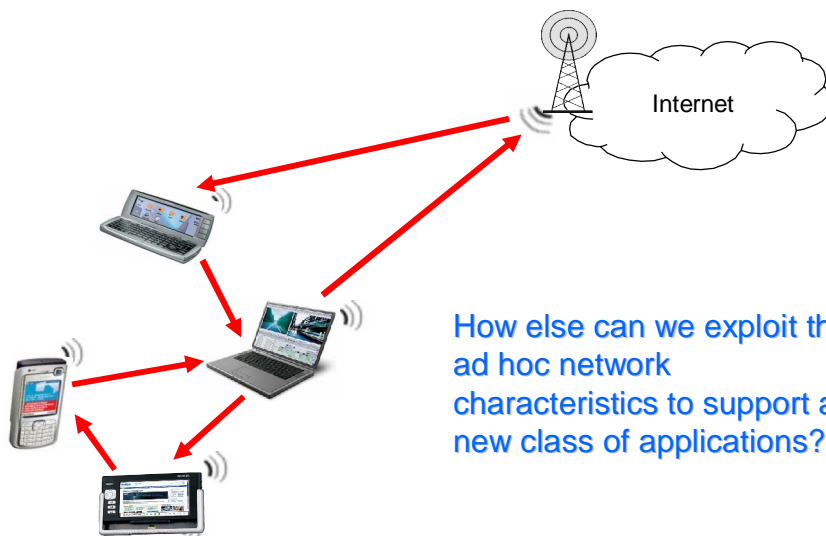 Internet
How else can we exploit th
ad hoc network
characteristics to support a
new class of applications?